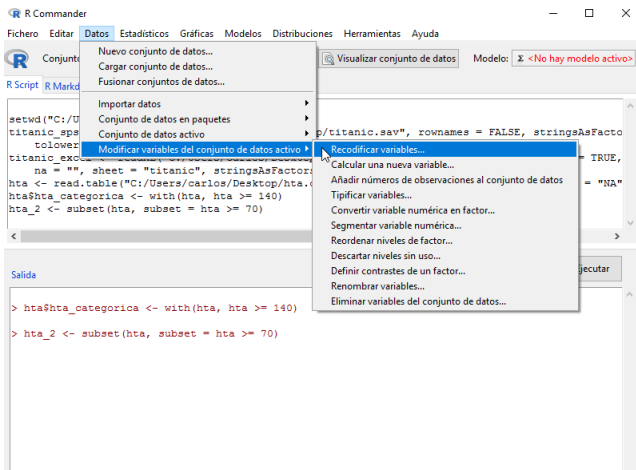 R Commander
Fichero Editar Datos Estadísticos Gráficas Modelos Distribuciones Herramientas Ayuda
Conjunto
Nuevo conjunto de datos...
Cargar conjunto de datos...
Fusionar conjuntos de datos...
Importar datos
Conjunto de datos en paquetes
Conjunto de datos activo
Modificar variables del conjunto de datos activo
Visualizar conjunto de datos
Modelo: Σ <No hay modelo activo>
R Script R Markd
Recodificar variables...
Calcular una nueva variable...
Añadir números de observaciones al conjunto de datos
Tipificar variables...
Convertir variable numérica en factor...
Segmentar variable numérica...
Reordenar niveles de factor...
Descartar niveles sin uso...
Definir contrastes de un factor...
Renombrar variables...
Eliminar variables del conjunto de datos...
setwd("C:/U
titanic_sps p/titanic.sav", rownames = FALSE, stringsAsFacto
tolower
titanic_excel = TRUE,
na = "", sheet = "titanic", stringsAsFactors
hta <- read.table("C:/Users/carlos/Desktop/hta. = "NA"
hta$hta_categorica <- with(hta, hta >= 140)
hta_2 <- subset(hta, subset = hta >= 70)
Salida
jecutar
> hta$hta_categorica <- with(hta, hta >= 140)
> hta_2 <- subset(hta, subset = hta >= 70)